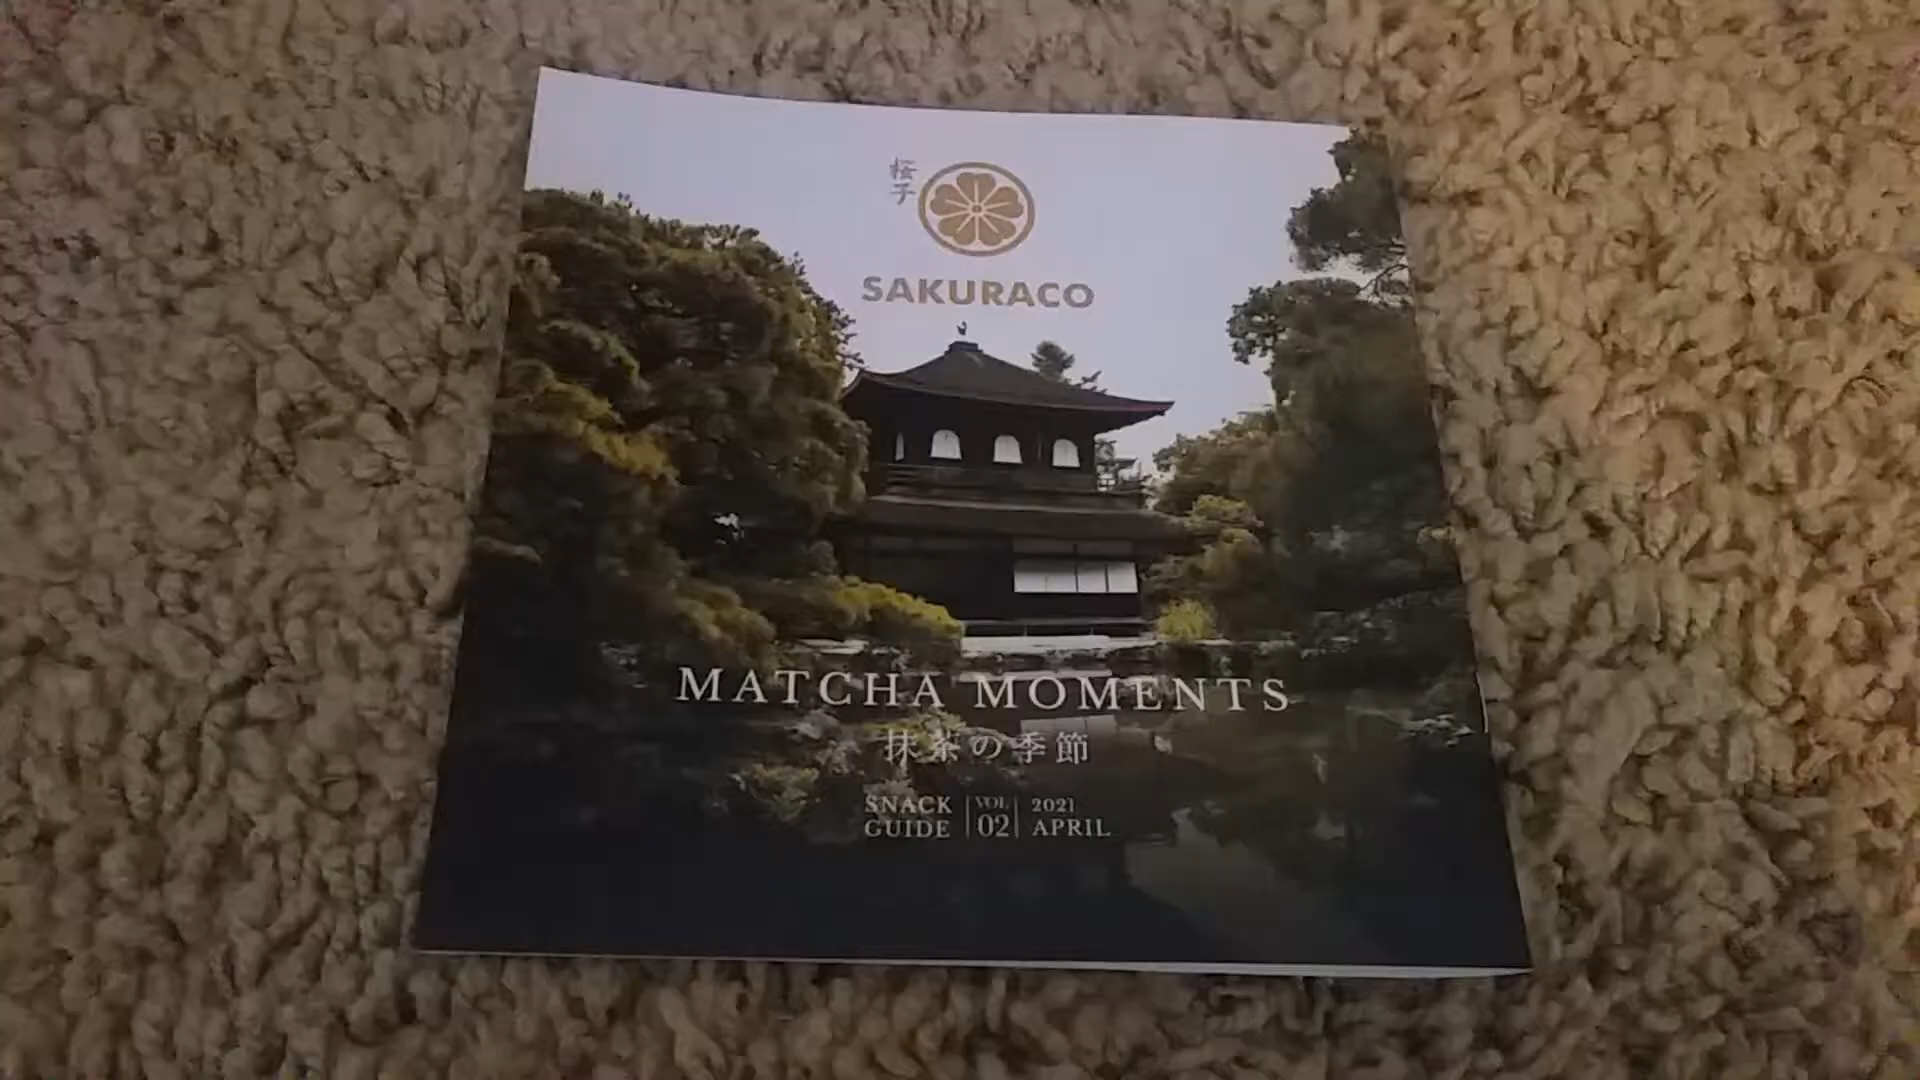 桜子
SAKURACO
MATCHA MOMENTS
抹茶の季節
SNACK GUIDE
VOL 02
2021 APRIL